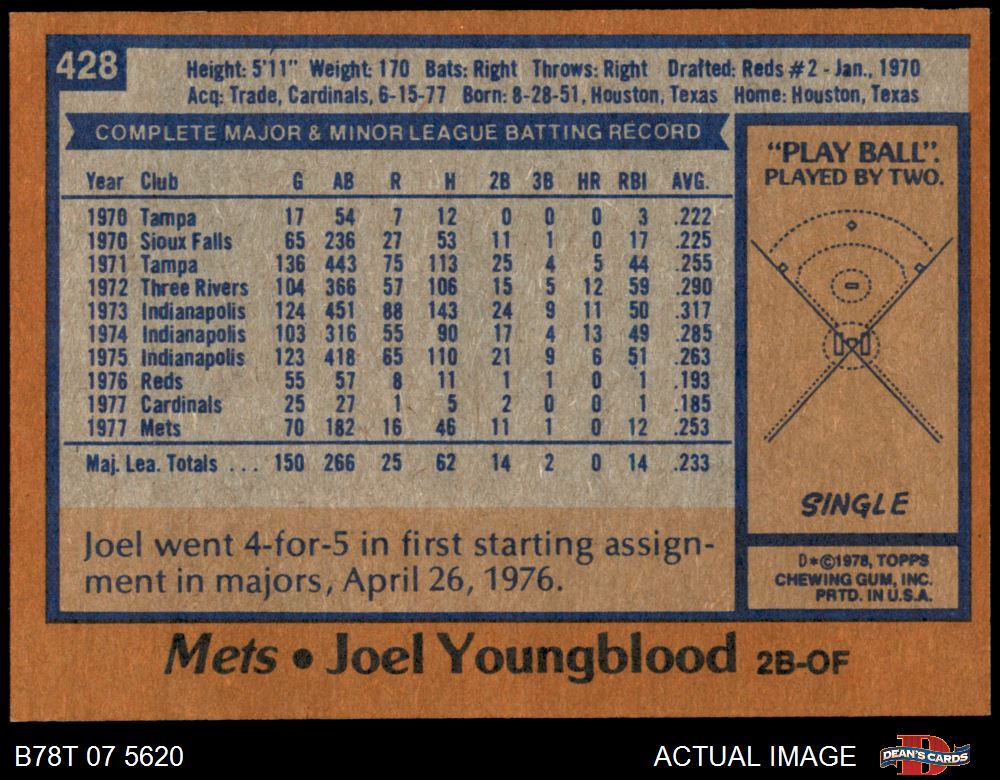 428
Height: 5'11" Weight: 170 Bats: Right Throws: Right Drafted: Reds #2 - Jan., 1970
Acq: Trade, Cardinals, 6-15-77 Born: 8-28-51, Houston, Texas Home: Houston, Texas
COMPLETE MAJOR & MINOR LEAGUE BATTING RECORD
Year Club G AB R H 2B 3B HR RBI AVG.
1970 Tampa 17 54 7 12 0 0 0 3 .222
1970 Sioux Falls 65 236 27 53 11 1 0 17 .225
1971 Tampa 136 443 75 113 25 4 5 44 .255
1972 Three Rivers 104 366 57 106 15 5 12 59 .290
1973 Indianapolis 124 451 88 143 24 9 11 50 .317
1974 Indianapolis 103 316 55 90 17 4 13 49 .285
1975 Indianapolis 123 418 65 110 21 9 6 51 .263
1976 Reds 55 57 8 11 1 1 0 1 .193
1977 Cardinals 25 27 1 5 2 0 0 1 .185
1977 Mets 70 182 16 46 11 1 0 12 .253
Maj. Lea. Totals ... 150 266 25 62 14 2 0 14 .233
Joel went 4-for-5 in first starting assign-
ment in majors, April 26, 1976.
"PLAY BALL".
PLAYED BY TWO.
SINGLE
D*©1978, TOPPS
CHEWING GUM, INC.
PRTD. IN U.S.A.
Mets • Joel Youngblood 2B-OF
B78T 07 5620
ACTUAL IMAGE
D
DEAN'S CARDS